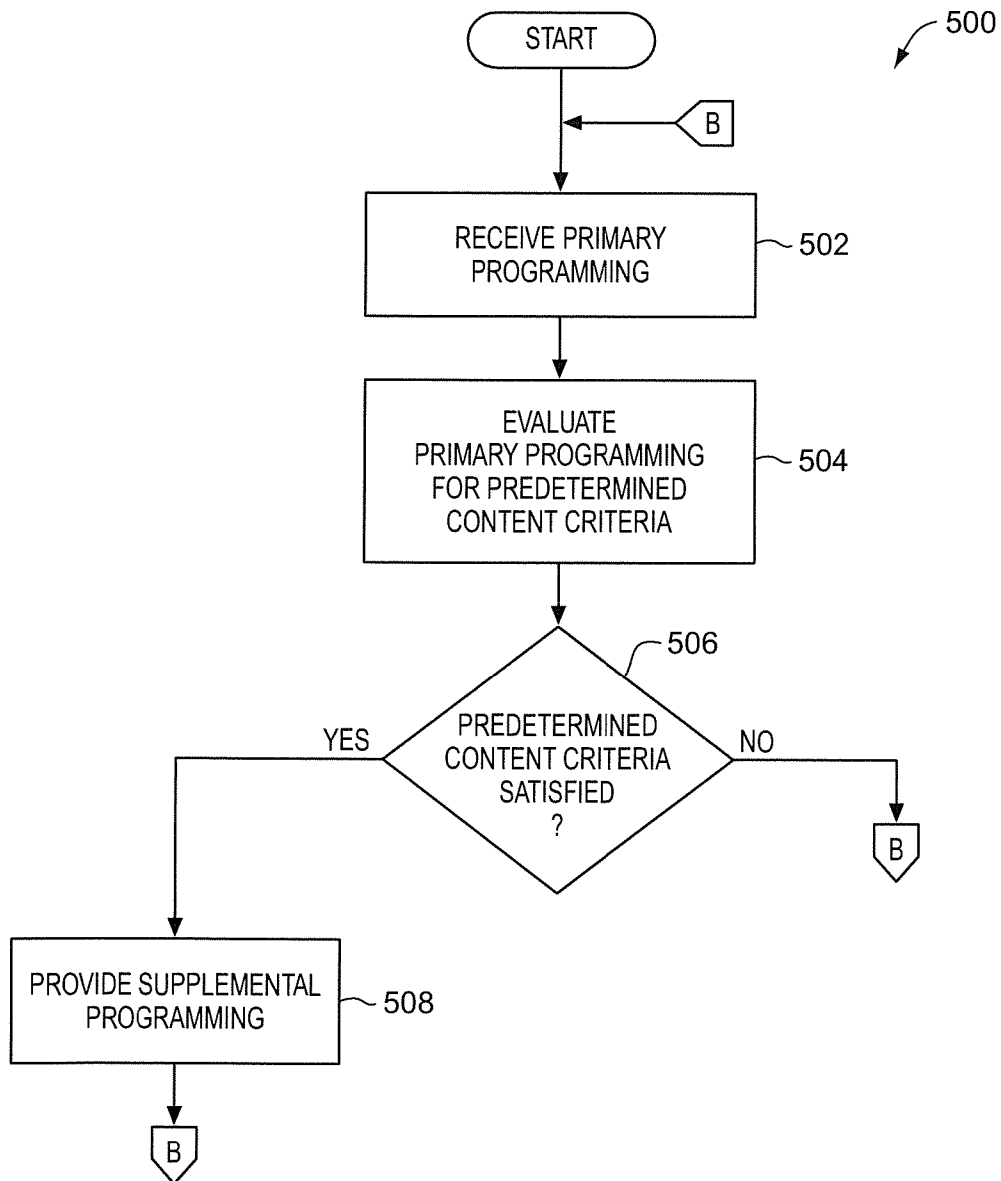 START
500
B
RECEIVE PRIMARY
PROGRAMMING
502
EVALUATE
PRIMARY PROGRAMMING
FOR PREDETERMINED
CONTENT CRITERIA
504
506
PREDETERMINED
CONTENT CRITERIA
SATISFIED
?
YES
NO
B
PROVIDE SUPPLEMENTAL
PROGRAMMING
508
B